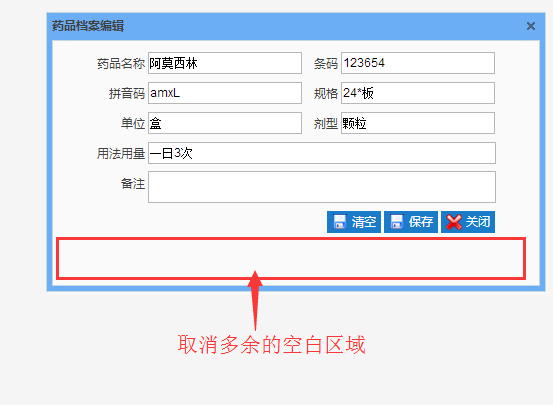 药品档案编辑
药品名称 阿莫西林 条码 123654
拼音码 amxL 规格 24*板
单位 盒 剂型 颗粒
用法用量 一日3次
备注
清空 保存 关闭
取消多余的空白区域